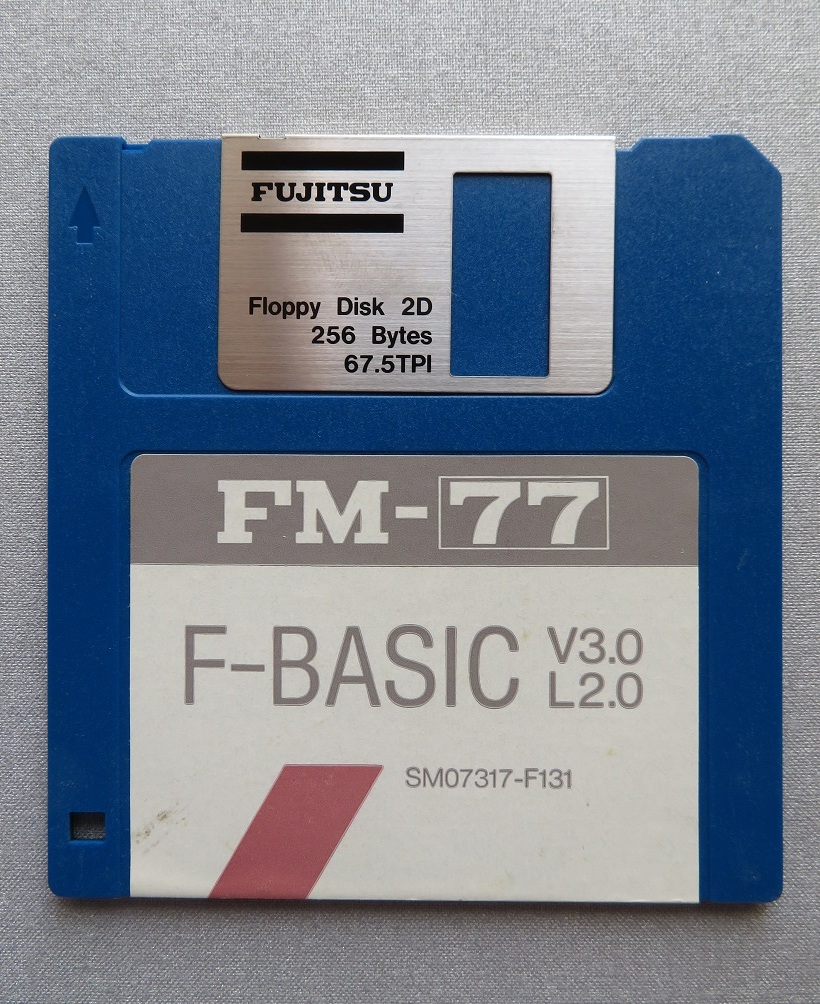 FUJITSU
Floppy Disk 2D
256 Bytes
67.5TPI
FM-77
F-BASIC V3.0
L2.0
SM07317-F131